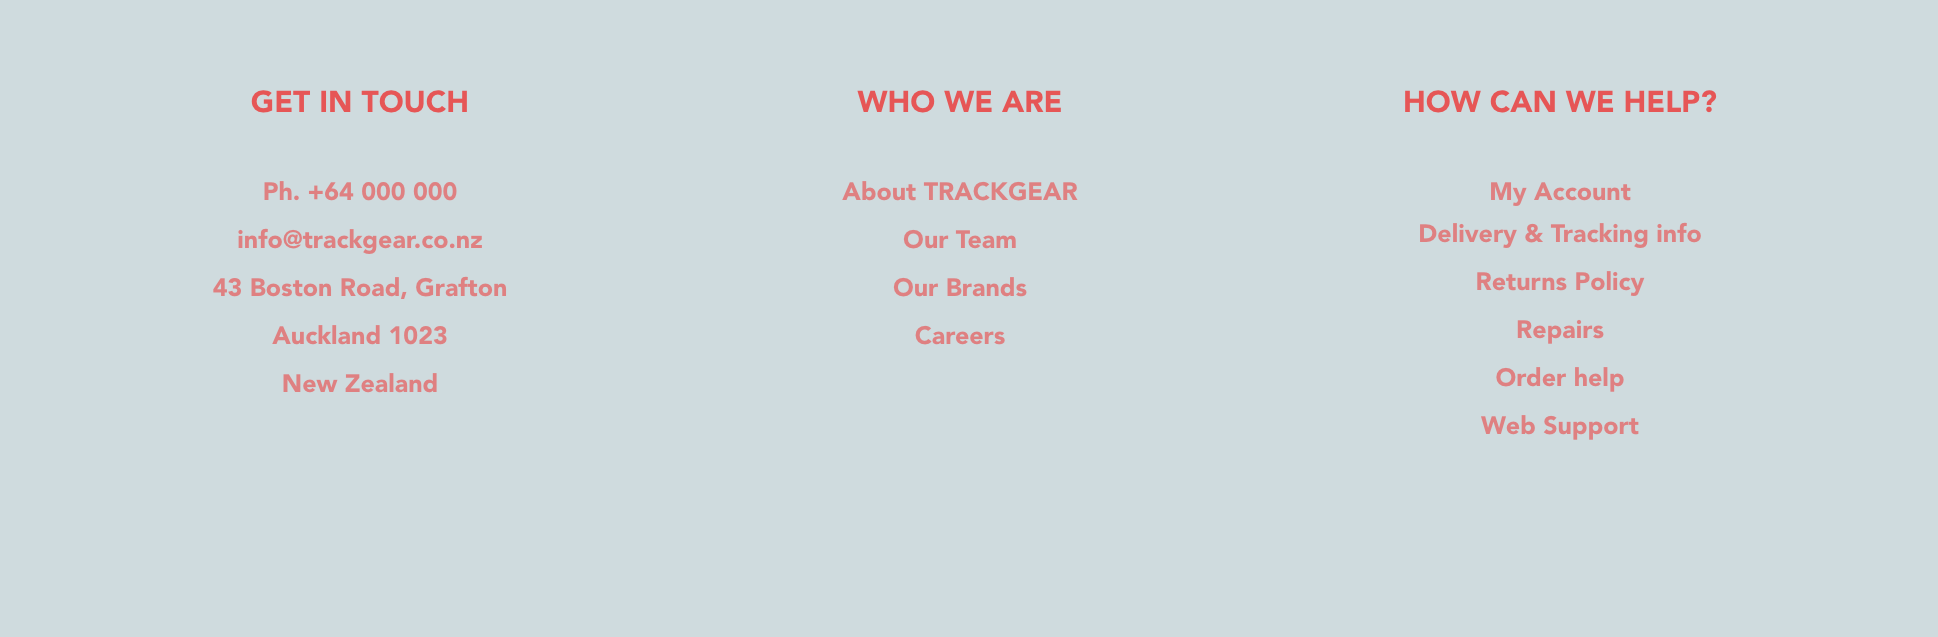 GET IN TOUCH
Ph. +64 000 000
info@trackgear.co.nz
43 Boston Road, Grafton
Auckland 1023
New Zealand
WHO WE ARE
About TRACKGEAR
Our Team
Our Brands
Careers
HOW CAN WE HELP?
My Account
Delivery & Tracking info
Returns Policy
Repairs
Order help
Web Support